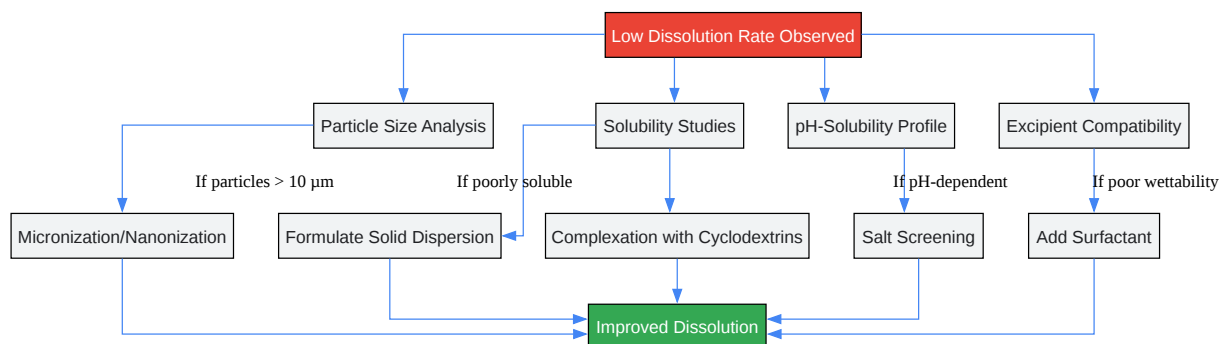 Low Dissolution Rate Observed
Particle Size Analysis
Solubility Studies
pH-Solubility Profile
Excipient Compatibility
If particles > 10 µm
If poorly soluble
If pH-dependent
If poor wettability
Micronization/Nanonization
Formulate Solid Dispersion
Complexation with Cyclodextrins
Salt Screening
Add Surfactant
Improved Dissolution